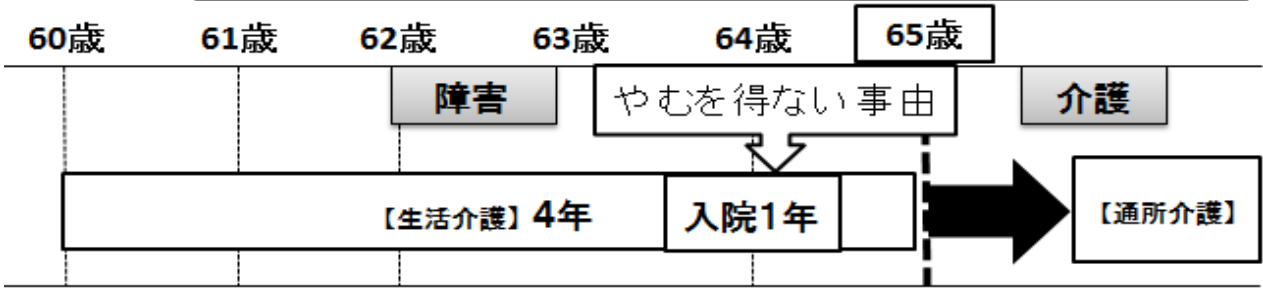 60歳 61歳 62歳 63歳 64歳 65歳
障害 やむを得ない事由 介護
【生活介護】4年 入院1年 【通所介護】